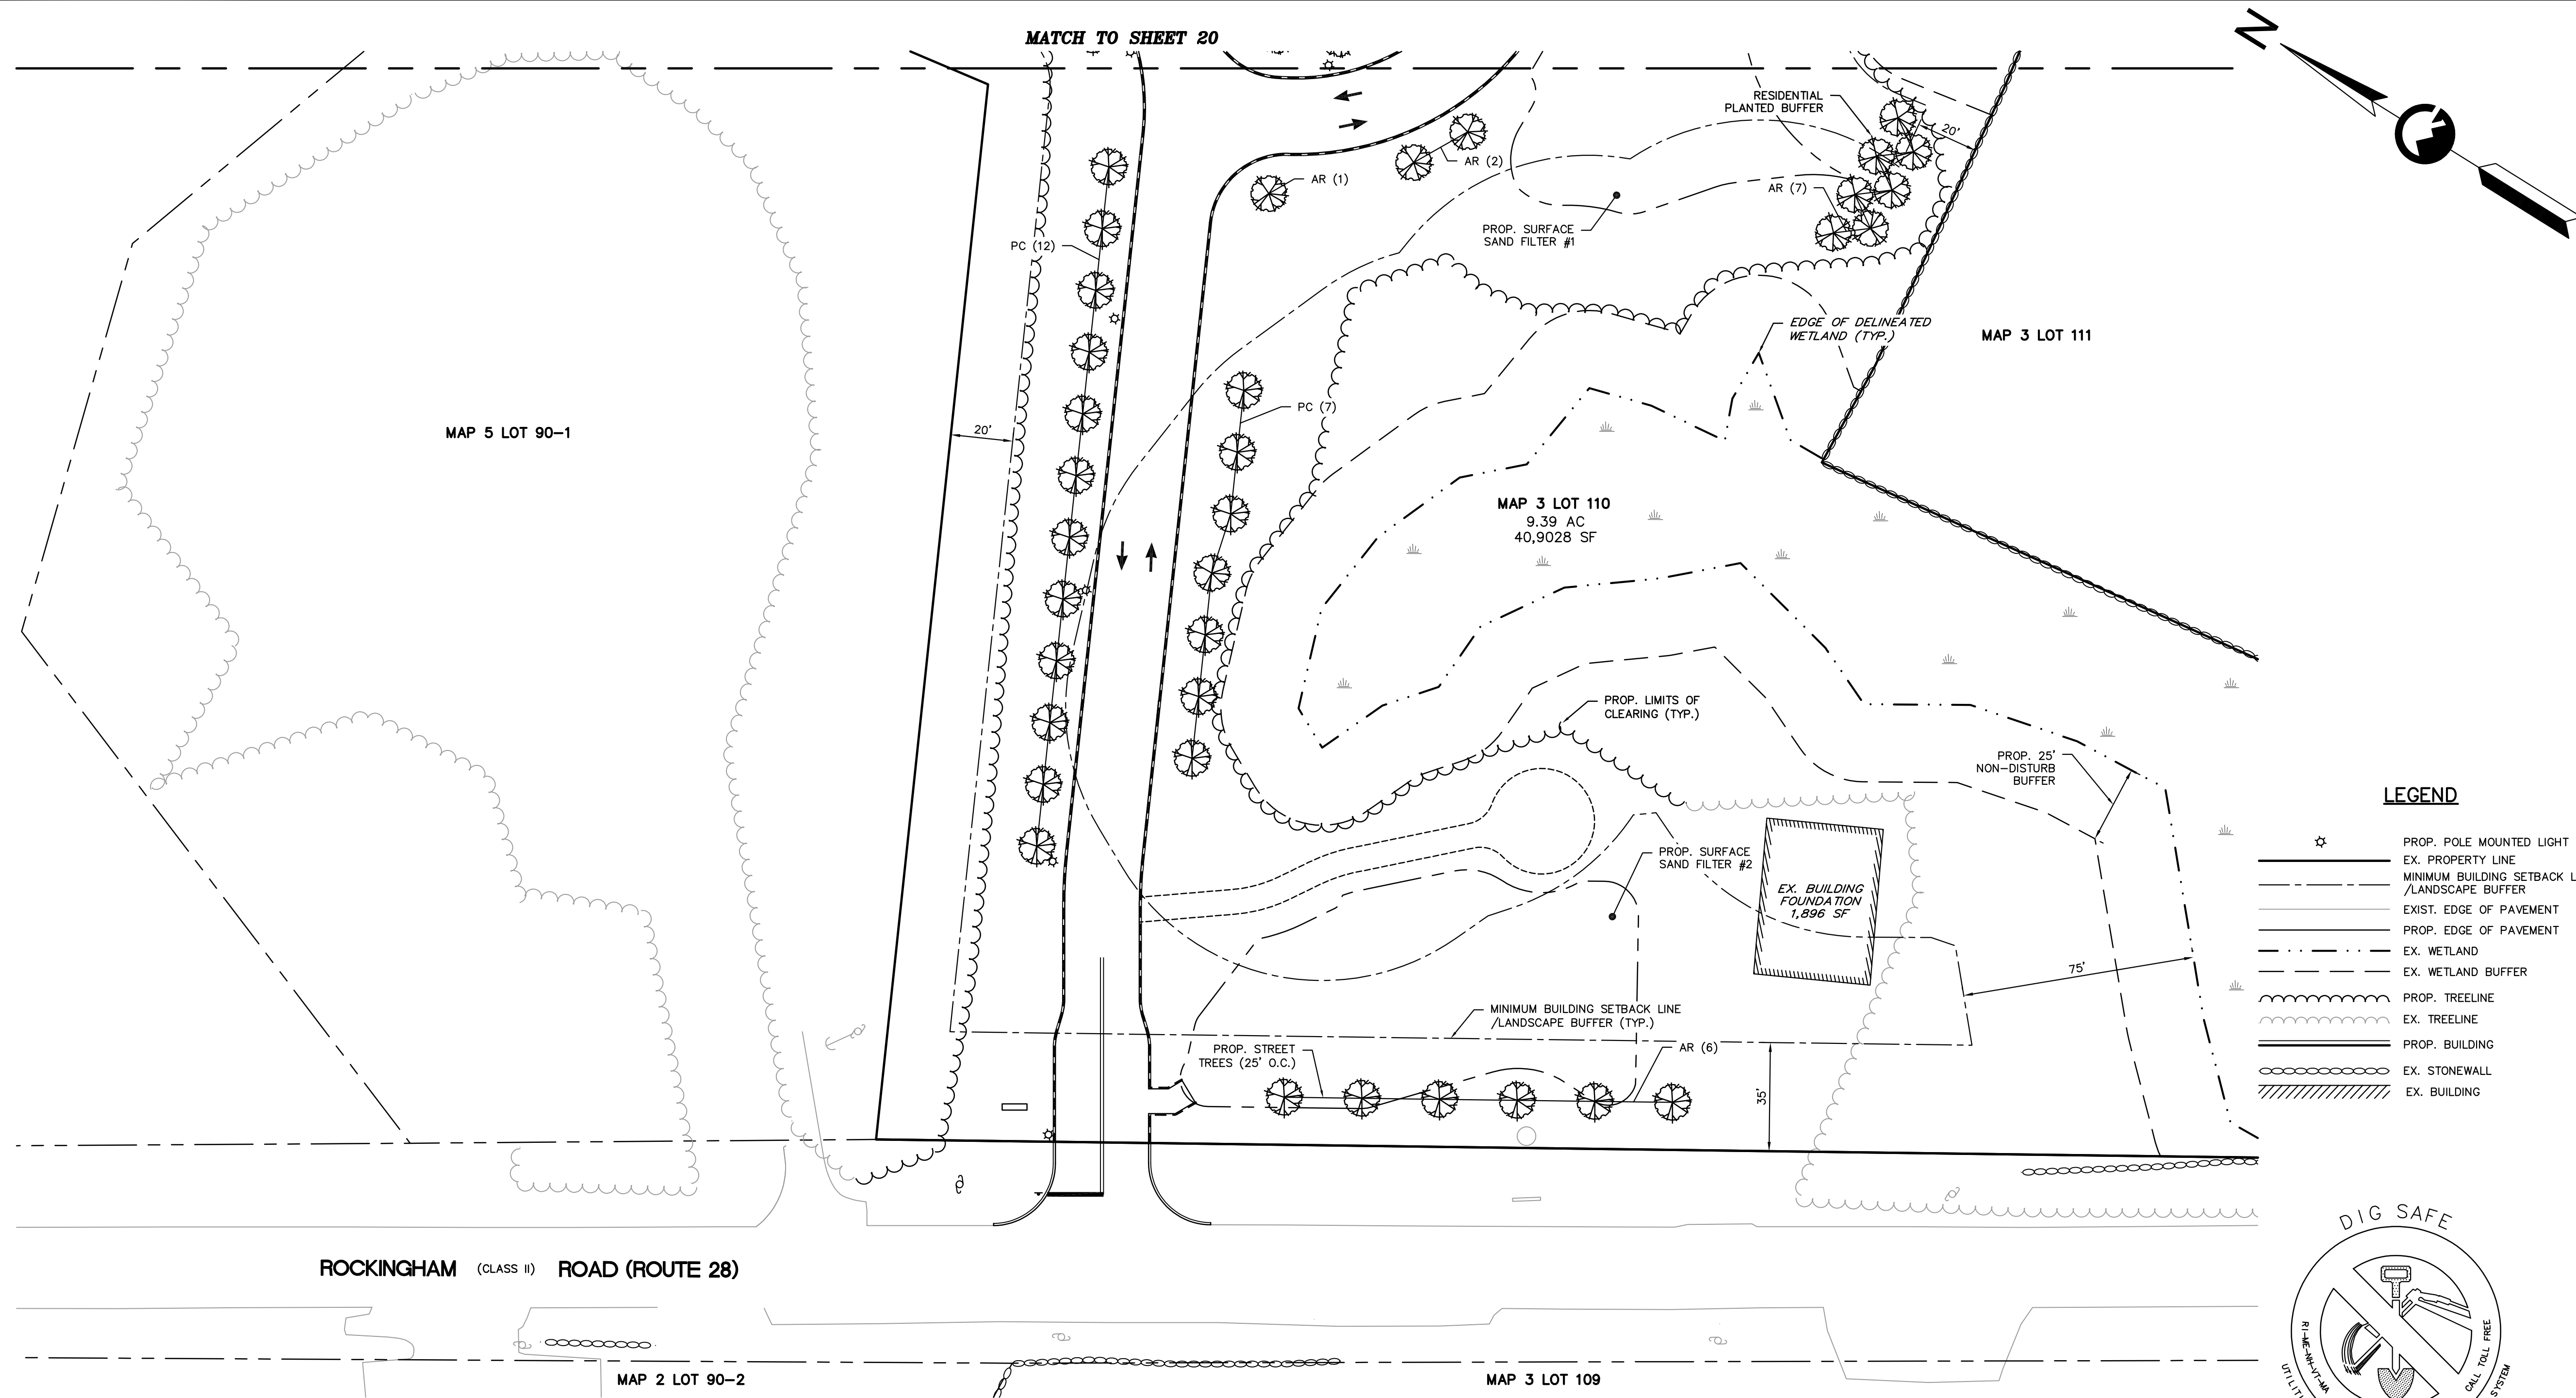 MATCH TO SHEET 20
N
RESIDENTIAL
PLANTED BUFFER
20'
AR (2)
AR (1)
AR (7)
PROP. SURFACE
SAND FILTER #1
PC (12)
EDGE OF DELINEATED
WETLAND (TYP.)
MAP 3 LOT 111
PC (7)
MAP 5 LOT 90-1
20'
MAP 3 LOT 110
9.39 AC
40,9028 SF
PROP. LIMITS OF
CLEARING (TYP.)
PROP. 25'
NON-DISTURB
BUFFER
PROP. SURFACE
SAND FILTER #2
EX. BUILDING
FOUNDATION
1,896 SF
75'
MINIMUM BUILDING SETBACK LINE
/LANDSCAPE BUFFER (TYP.)
PROP. STREET
TREES (25' O.C.)
AR (6)
35'
LEGEND
PROP. POLE MOUNTED LIGHT
EX. PROPERTY LINE
MINIMUM BUILDING SETBACK L
/LANDSCAPE BUFFER
EXIST. EDGE OF PAVEMENT
PROP. EDGE OF PAVEMENT
EX. WETLAND
EX. WETLAND BUFFER
PROP. TREELINE
EX. TREELINE
PROP. BUILDING
EX. STONEWALL
EX. BUILDING
ROCKINGHAM (CLASS II) ROAD (ROUTE 28)
MAP 2 LOT 90-2
MAP 3 LOT 109
DIG SAFE
RI-ME-NH-VT-MA
CALL TOLL FREE
UTILITI
SYSTEM